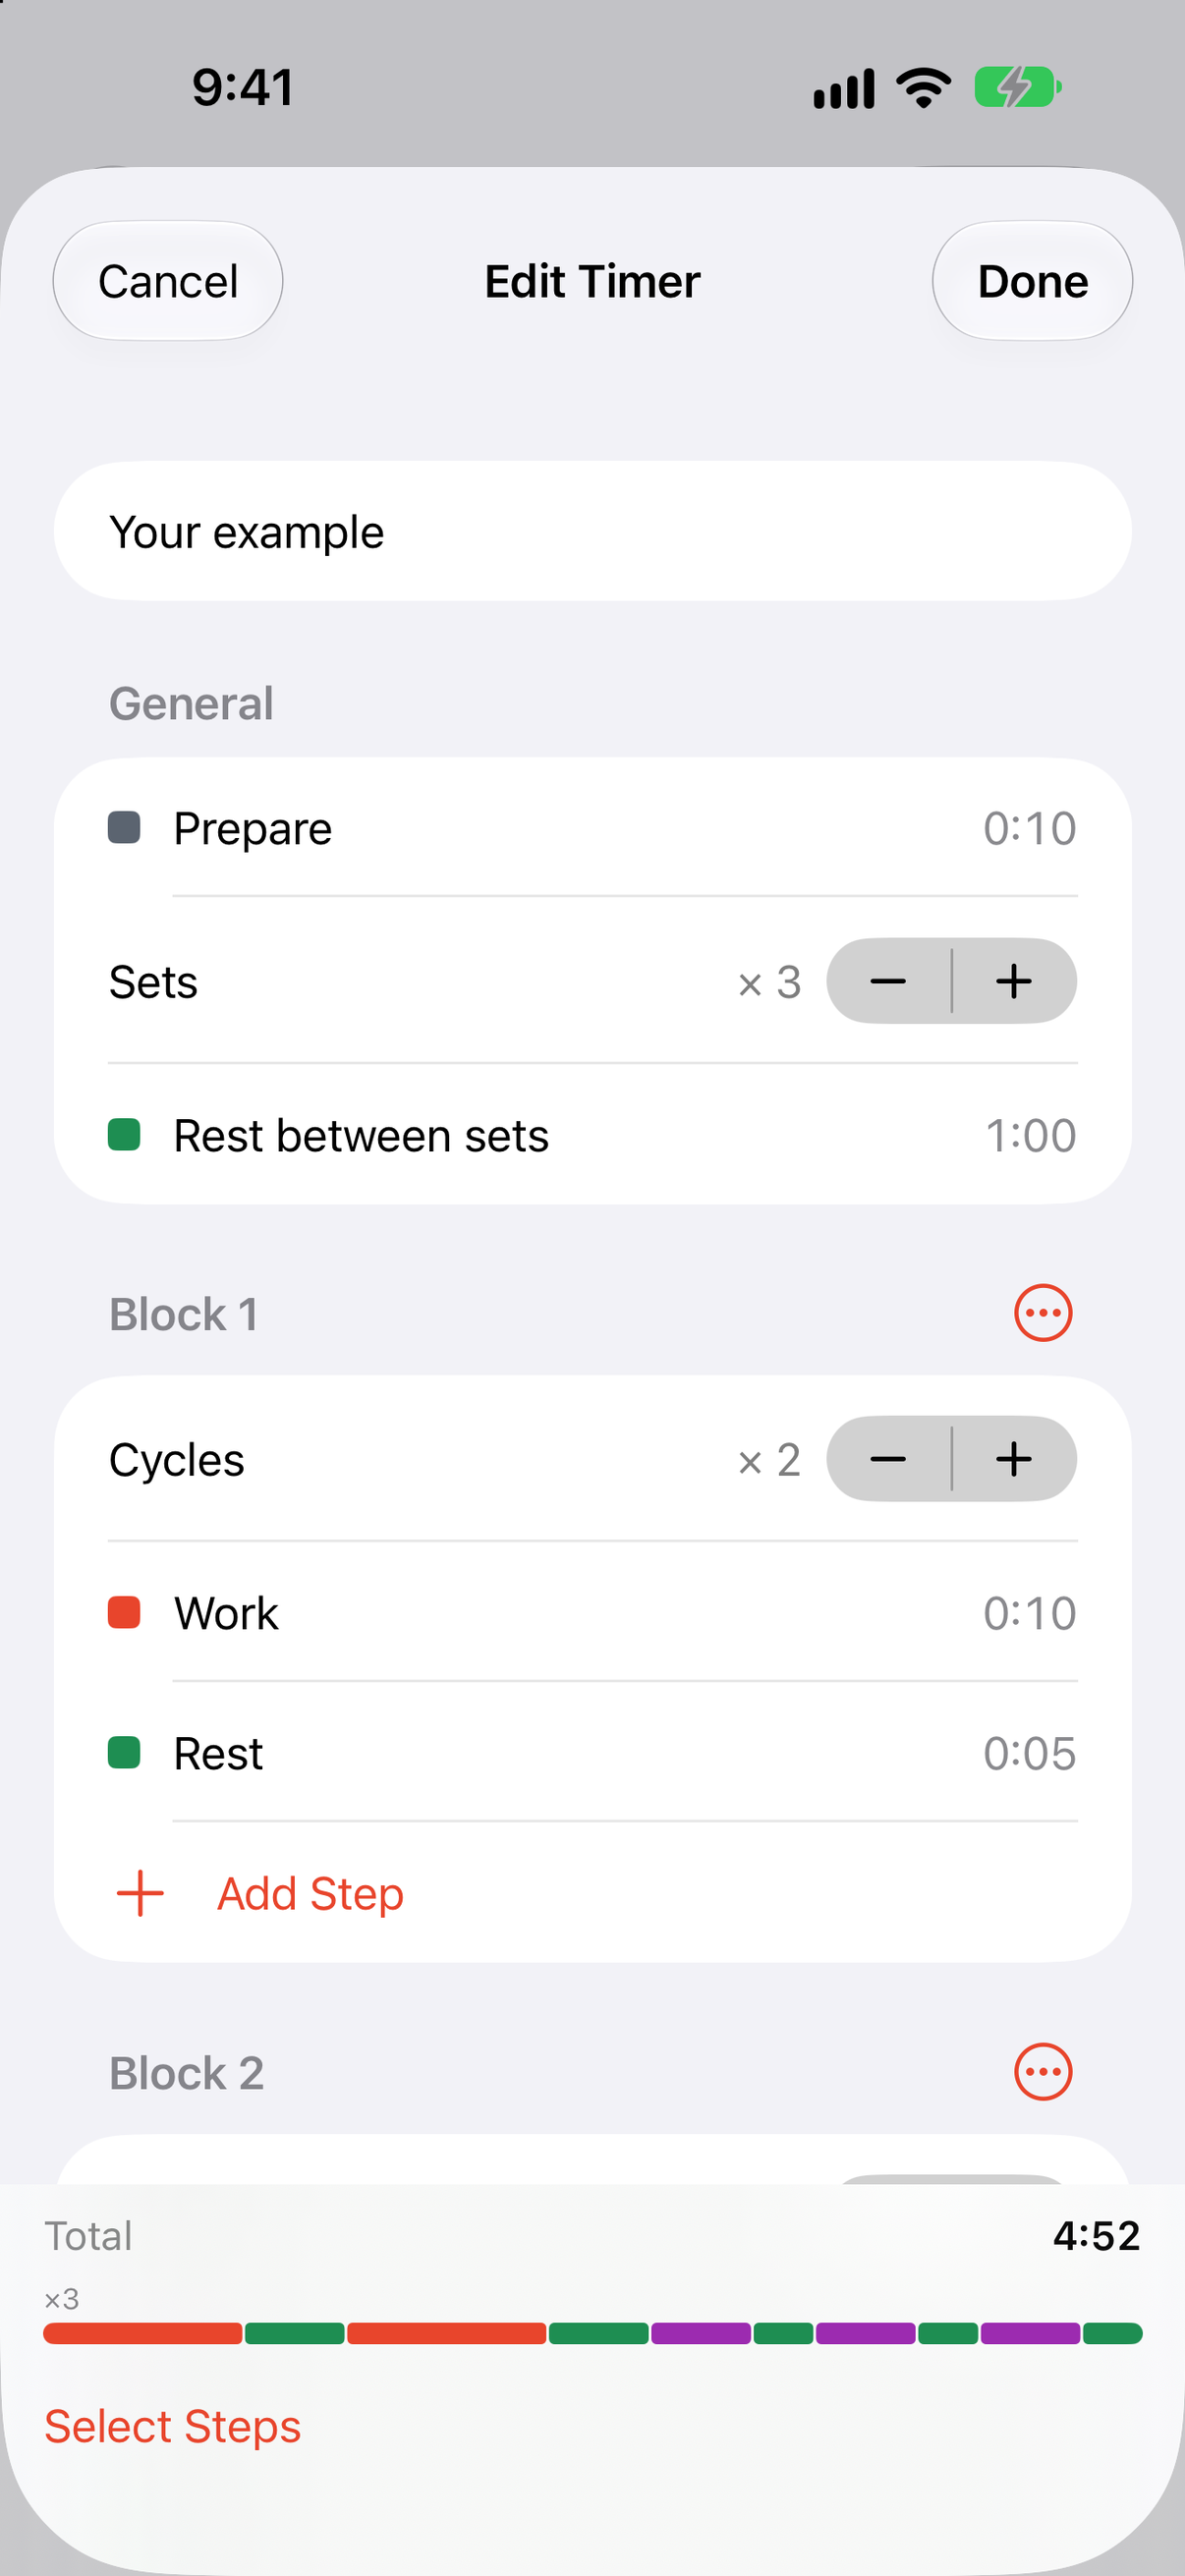 9:41
Cancel Edit Timer Done
Your example
General
Prepare 0:10
Sets × 3 − +
Rest between sets 1:00
Block 1
Cycles × 2 − +
Work 0:10
Rest 0:05
+ Add Step
Block 2
Total 4:52
×3
Select Steps